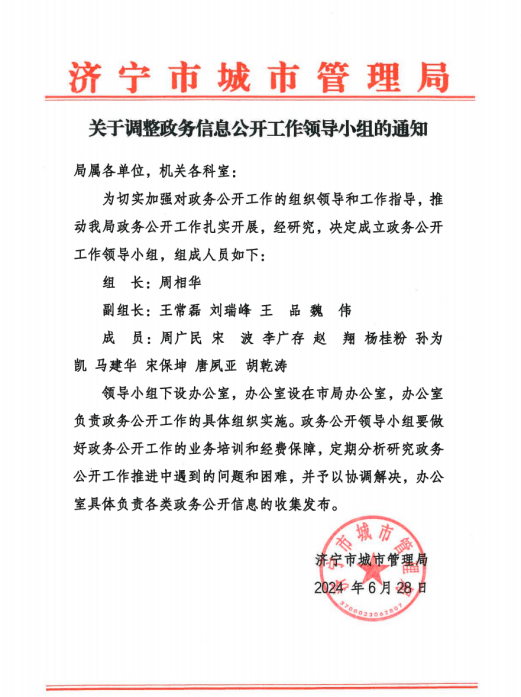 济宁市城市管理局
关于调整政务信息公开工作领导小组的通知
局属各单位，机关各科室：
为切实加强对政务公开工作的组织领导和工作指导，推
动我局政务公开工作扎实开展，经研究，决定成立政务公开
工作领导小组，组成人员如下：
组　长：周相华
副组长：王常磊 刘瑞峰 王　品 魏　伟
成　员：周广民 宋　波 李广存 赵　翔 杨桂粉 孙为
凯 马建华 宋保坤 唐夙亚 胡乾涛
领导小组下设办公室，办公室设在市局办公室，办公室
负责政务公开工作的具体组织实施。政务公开领导小组要做
好政务公开工作的业务培训和经费保障，定期分析研究政务
公开工作推进中遇到的问题和困难，并予以协调解决，办公
室具体负责各类政务公开信息的收集发布。
济宁市城市管理局
济宁市城市管理局
2024 年 6 月 28 日